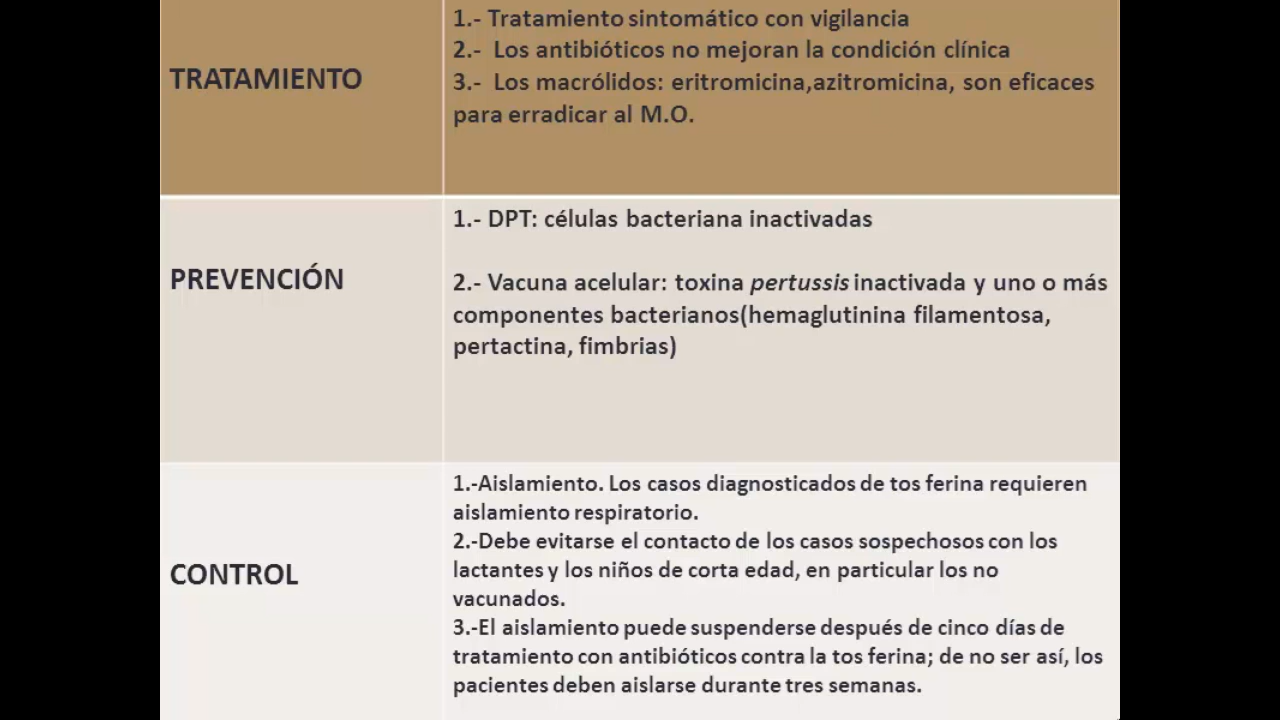 TRATAMIENTO
1.- Tratamiento sintomático con vigilancia
2.- Los antibióticos no mejoran la condición clínica
3.- Los macrólidos: eritromicina,azitromicina, son eficaces
para erradicar al M.O.
PREVENCIÓN
1.- DPT: células bacteriana inactivadas
2.- Vacuna acelular: toxina pertussis inactivada y uno o más
componentes bacterianos(hemaglutinina filamentosa,
pertactina, fimbrias)
CONTROL
1.-Aislamiento. Los casos diagnosticados de tos ferina requieren
aislamiento respiratorio.
2.-Debe evitarse el contacto de los casos sospechosos con los
lactantes y los niños de corta edad, en particular los no
vacunados.
3.-El aislamiento puede suspenderse después de cinco días de
tratamiento con antibióticos contra la tos ferina; de no ser así, los
pacientes deben aislarse durante tres semanas.